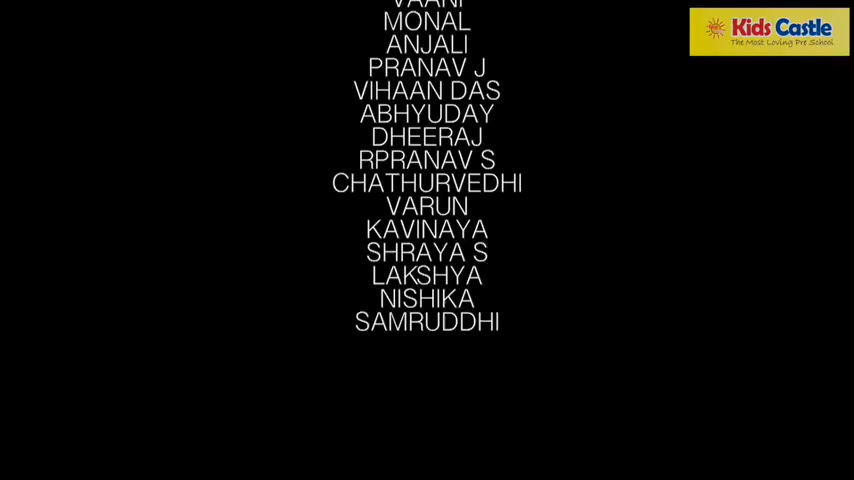 VAANI
MONAL
ANJALI
PRANAV J
VIHAAN DAS
ABHYUDAY
DHEERAJ
RPRANAV S
CHATHURVEDHI
VARUN
KAVINAYA
SHRAYA S
LAKSHYA
NISHIKA
SAMRUDDHI
Kids Castle
The Most Loving Pre School